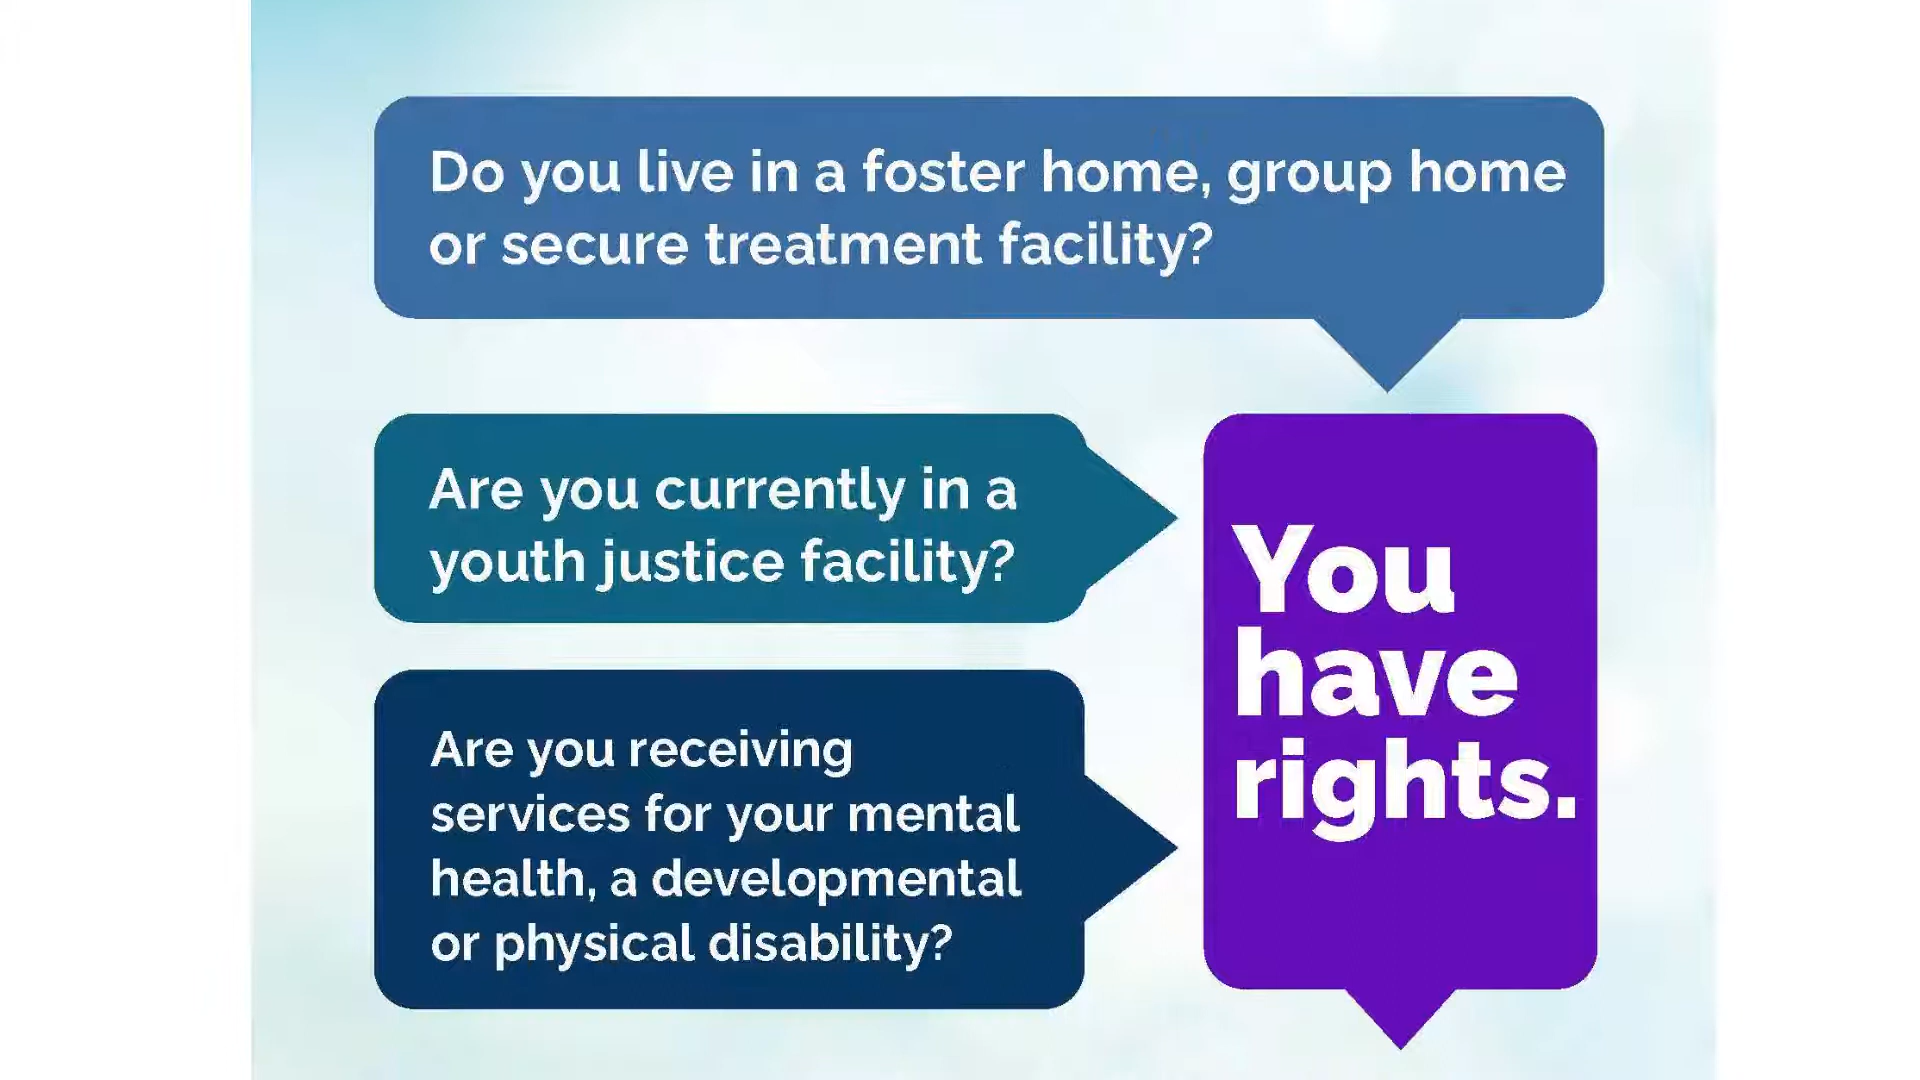 Do you live in a foster home, group home
or secure treatment facility?
Are you currently in a
youth justice facility?
Are you receiving
services for your mental
health, a developmental
or physical disability?
You
have
rights.